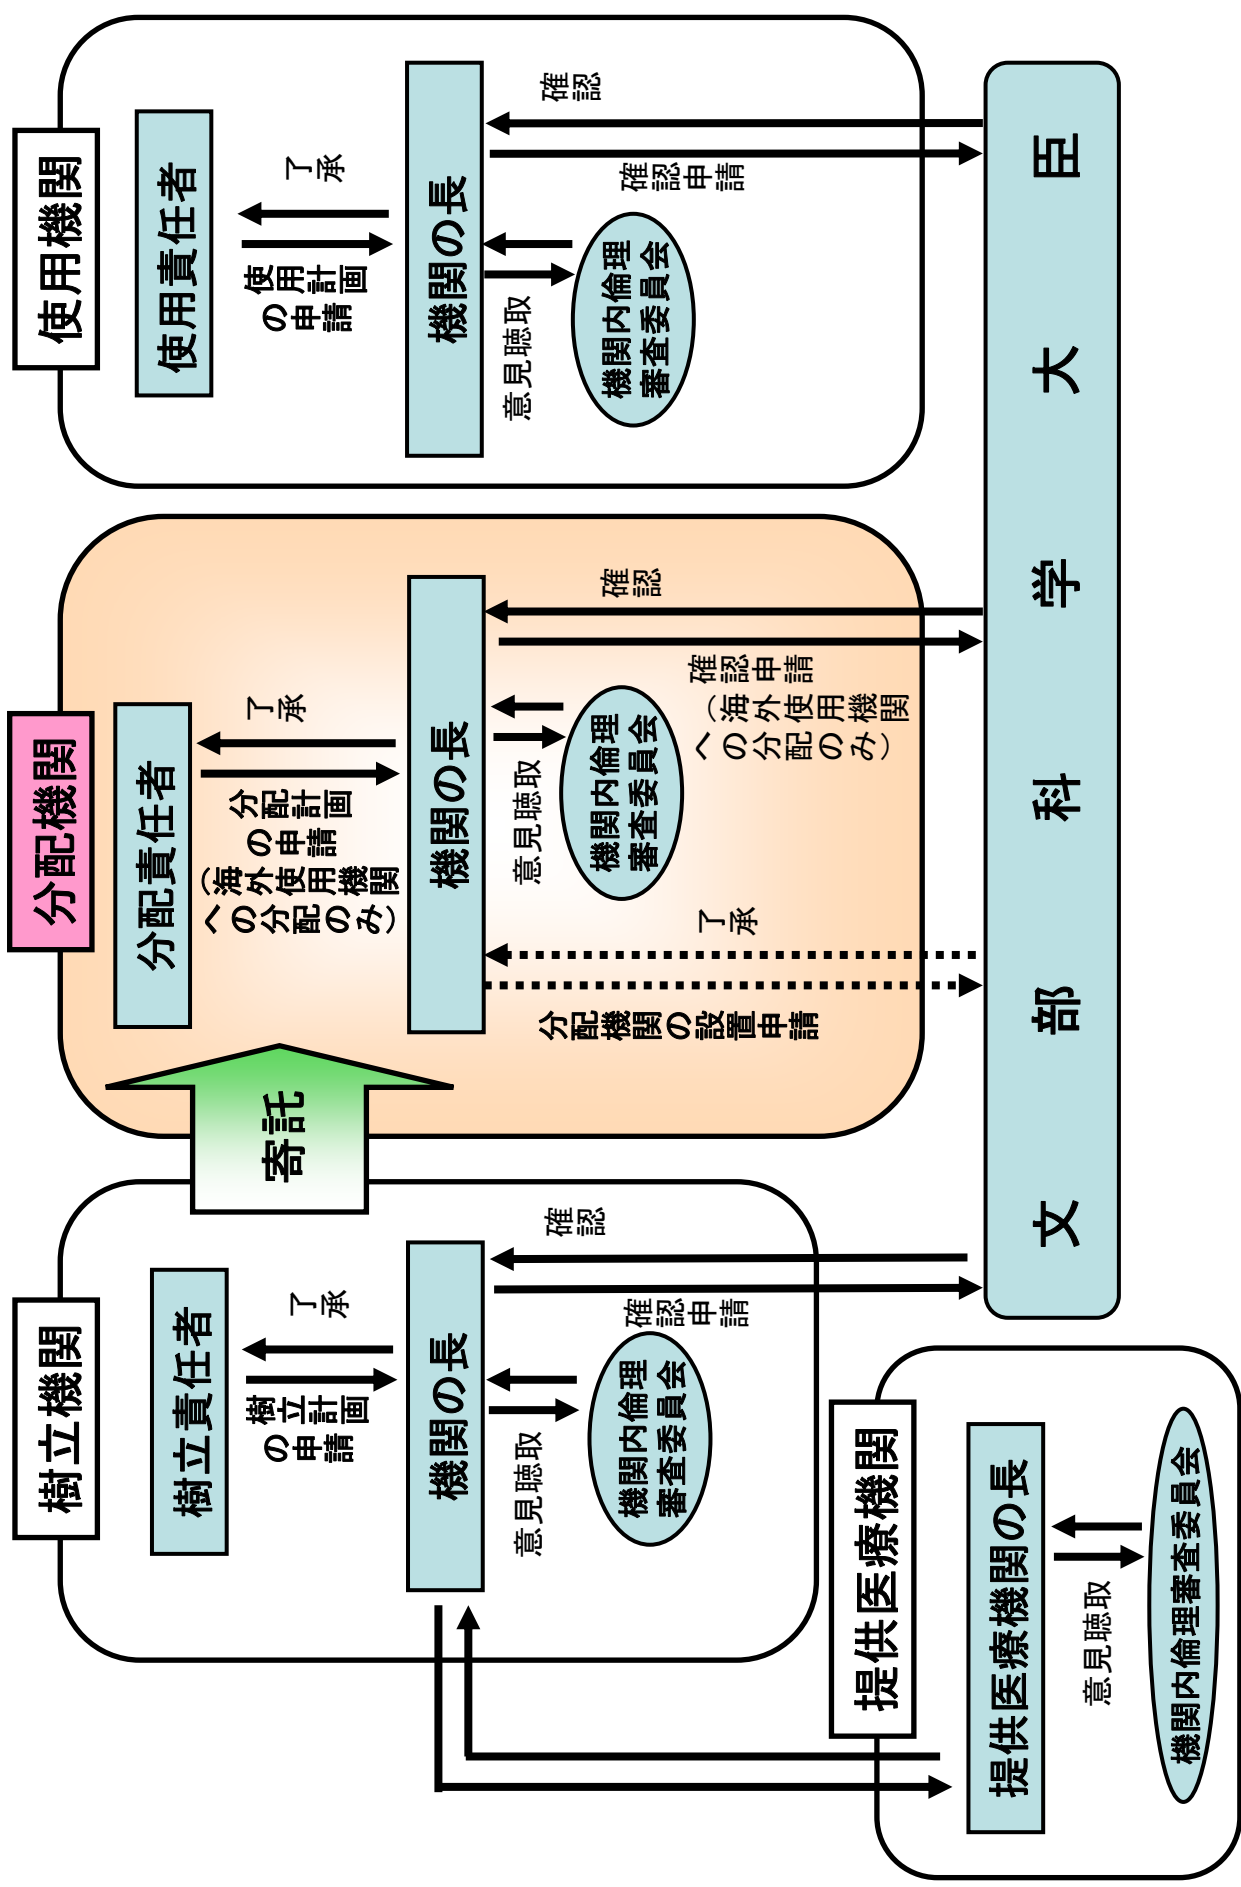 樹立機関
樹立責任者
樹立計画
の申請
了承
機関の長
意見聴取
機関内倫理
審査委員会
確認申請
確認
提供医療機関
提供医療機関の長
意見聴取
機関内倫理審査委員会
寄託
分配機関
分配責任者
分配計画
の申請
(海外使用機関
への分配のみ)
了承
機関の長
分配機関の設置申請
了承
意見聴取
機関内倫理
審査委員会
確認申請
(海外使用機関
への分配のみ)
確認
使用機関
使用責任者
使用計画
の申請
了承
機関の長
意見聴取
機関内倫理
審査委員会
確認申請
確認
文部科学大臣